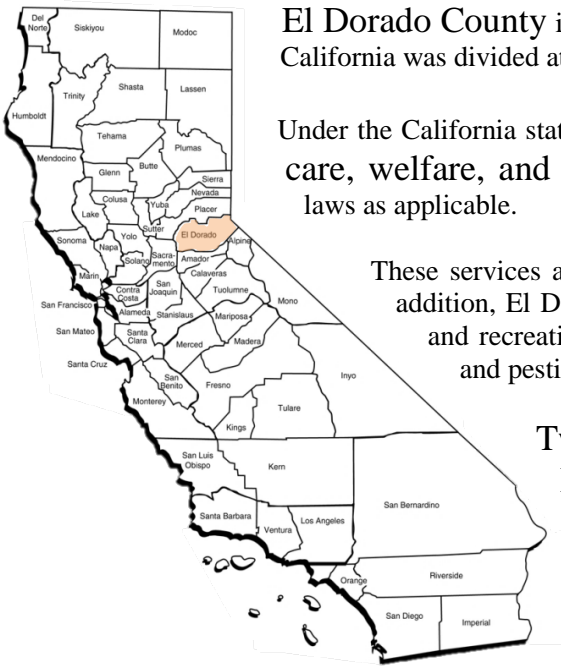 El Dorado County i
California was divided at
Under the California stat
care, welfare, and
laws as applicable.
These services a
addition, El D
and recreati
and pesti
Del
Norte
Siskiyou
Modoc
Trinity
Shasta
Lassen
Humboldt
Tehama
Plumas
Mendocino
Glenn
Butte
Sierra
Nevada
Colusa
Yuba
Placer
Lake
Sutter
El Dorado
Alpine
Sonoma
Yolo
Napa
Sacra-
mento
Amador
Solano
Calaveras
Marin
Contra
Costa
San
Joaquin
Tuolumne
Mono
San Francisco
Alameda
Stanislaus
Mariposa
San Mateo
Santa
Clara
Merced
Madera
Santa Cruz
San
Benito
Fresno
Inyo
Monterey
Tulare
Kings
San Luis
Obispo
Kern
San Bernardino
Santa Barbara
Ventura
Los Angeles
Orange
Riverside
San Diego
Imperial